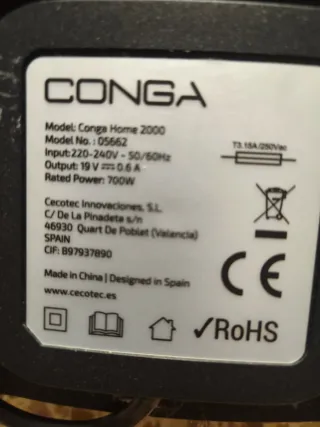 CONGA
Model: Conga Home 2000
Model No. : 05662
Input: 220-240V - 50/60Hz
Output: 19 V ⎓ 0.6 A
Rated Power: 700W
T3.15A/250Vac
Cecotec Innovaciones, S.L.
C/ De La Pinadeta s/n
46930 Quart De Poblet (Valencia)
SPAIN
CIF: B97937890
Made in China | Designed in Spain
www.cecotec.es
CE
✓RoHS